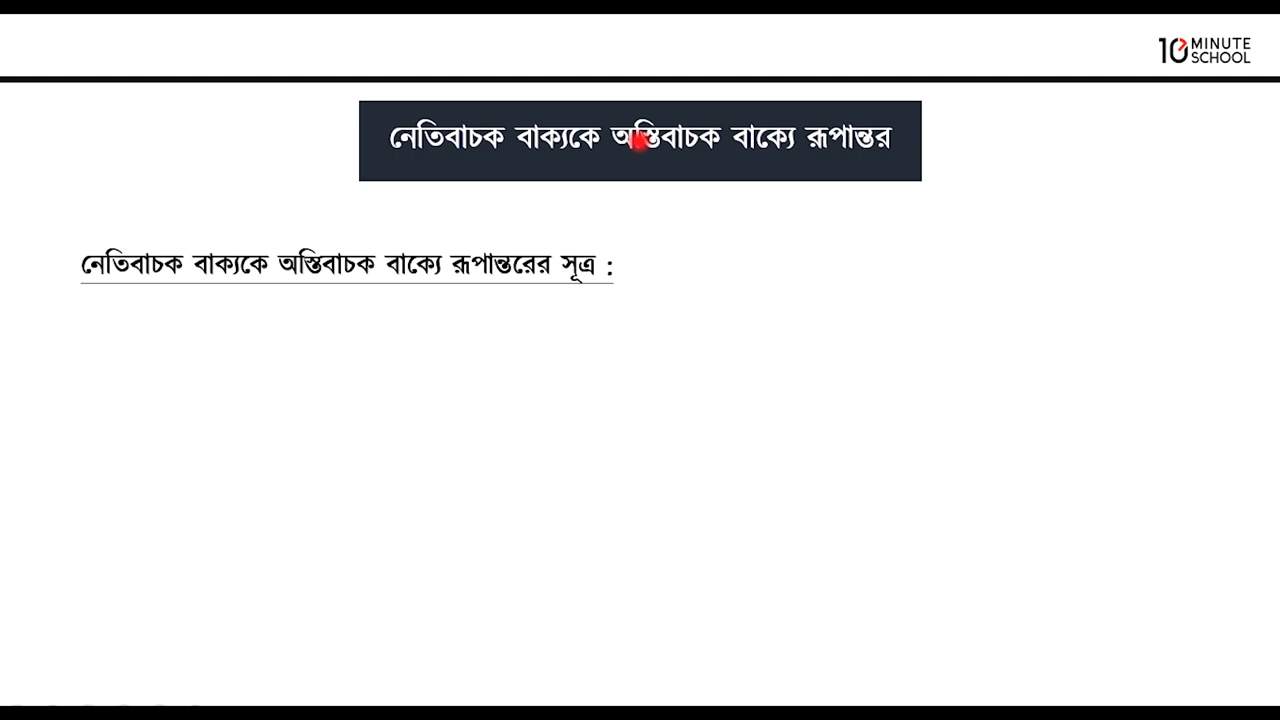 10 MINUTE
SCHOOL
নেতিবাচক বাক্যকে অস্তিবাচক বাক্যে রূপান্তর
নেতিবাচক বাক্যকে অস্তিবাচক বাক্যে রূপান্তরের সূত্র :